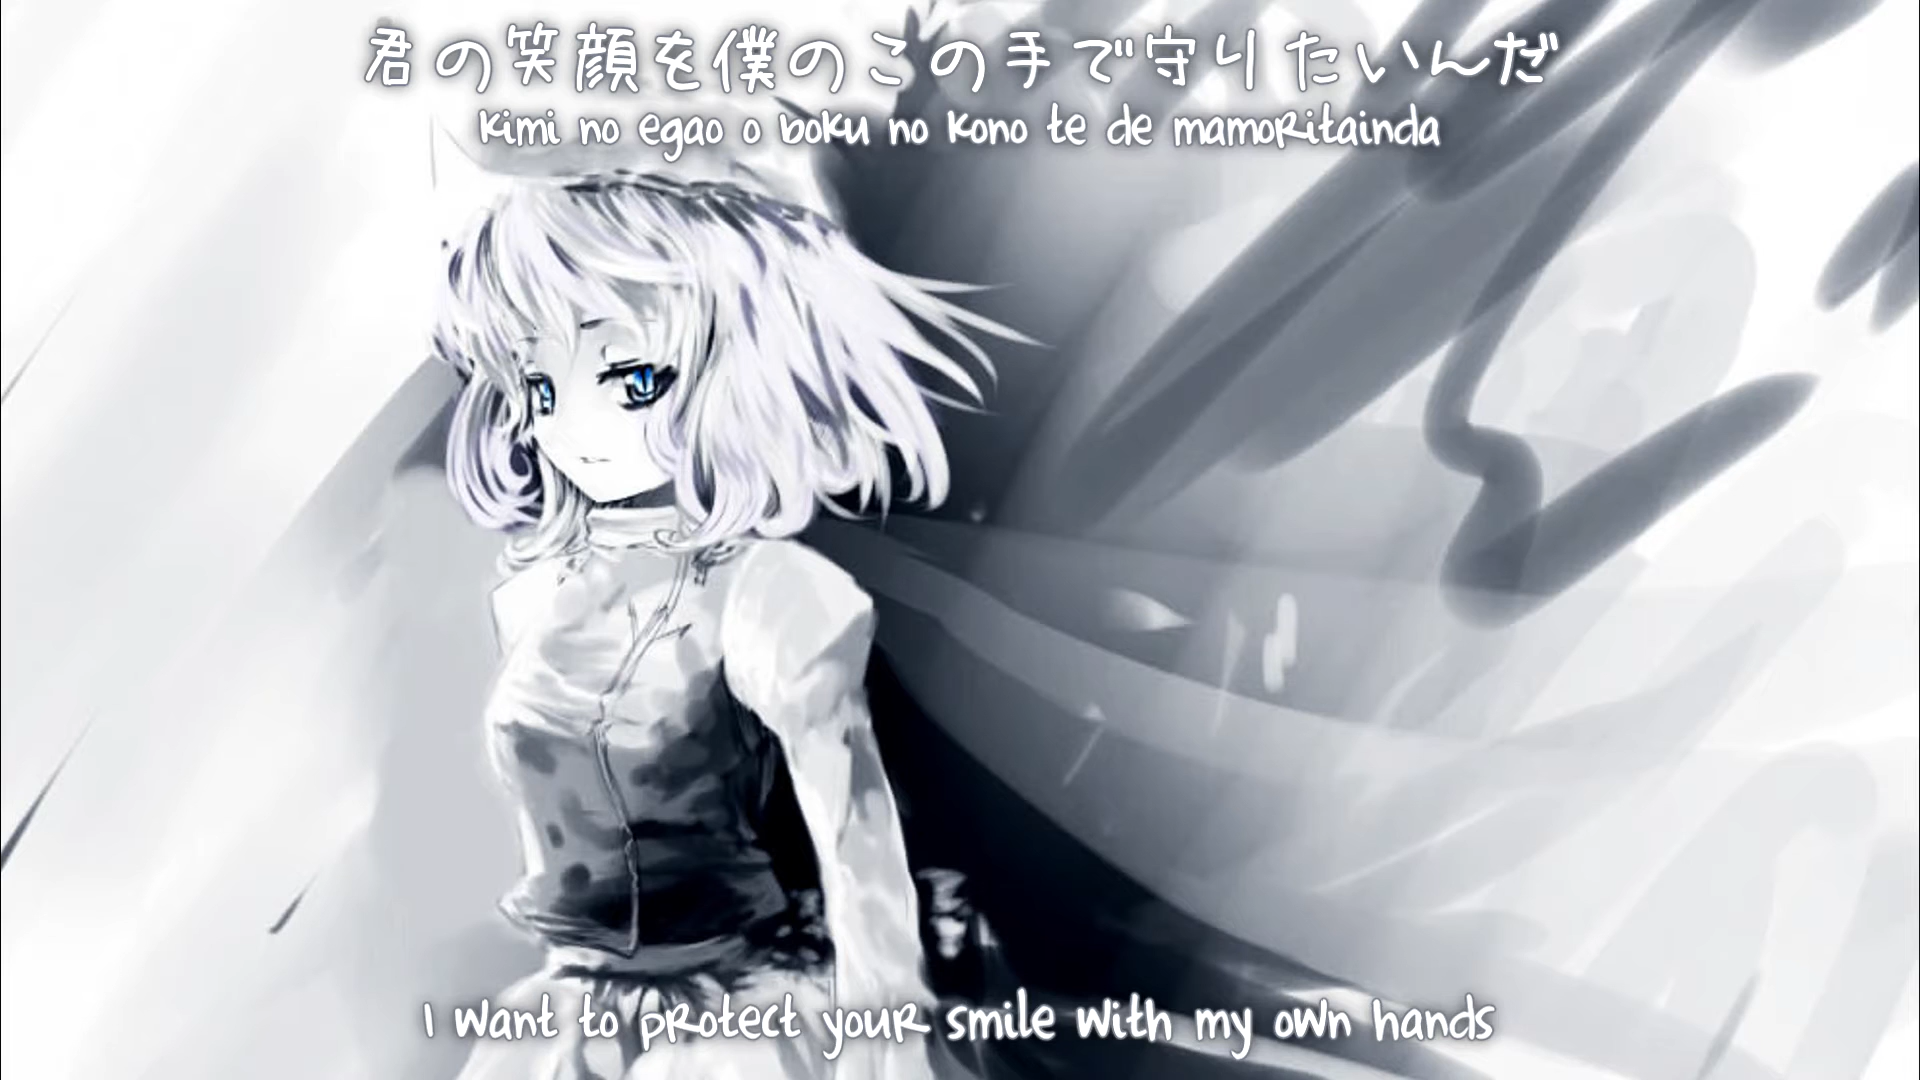 君の笑顔を僕のこの手で守りたいんだ
kimi no egao o boku no kono te de mamoritainda
I want to protect your smile with my own hands